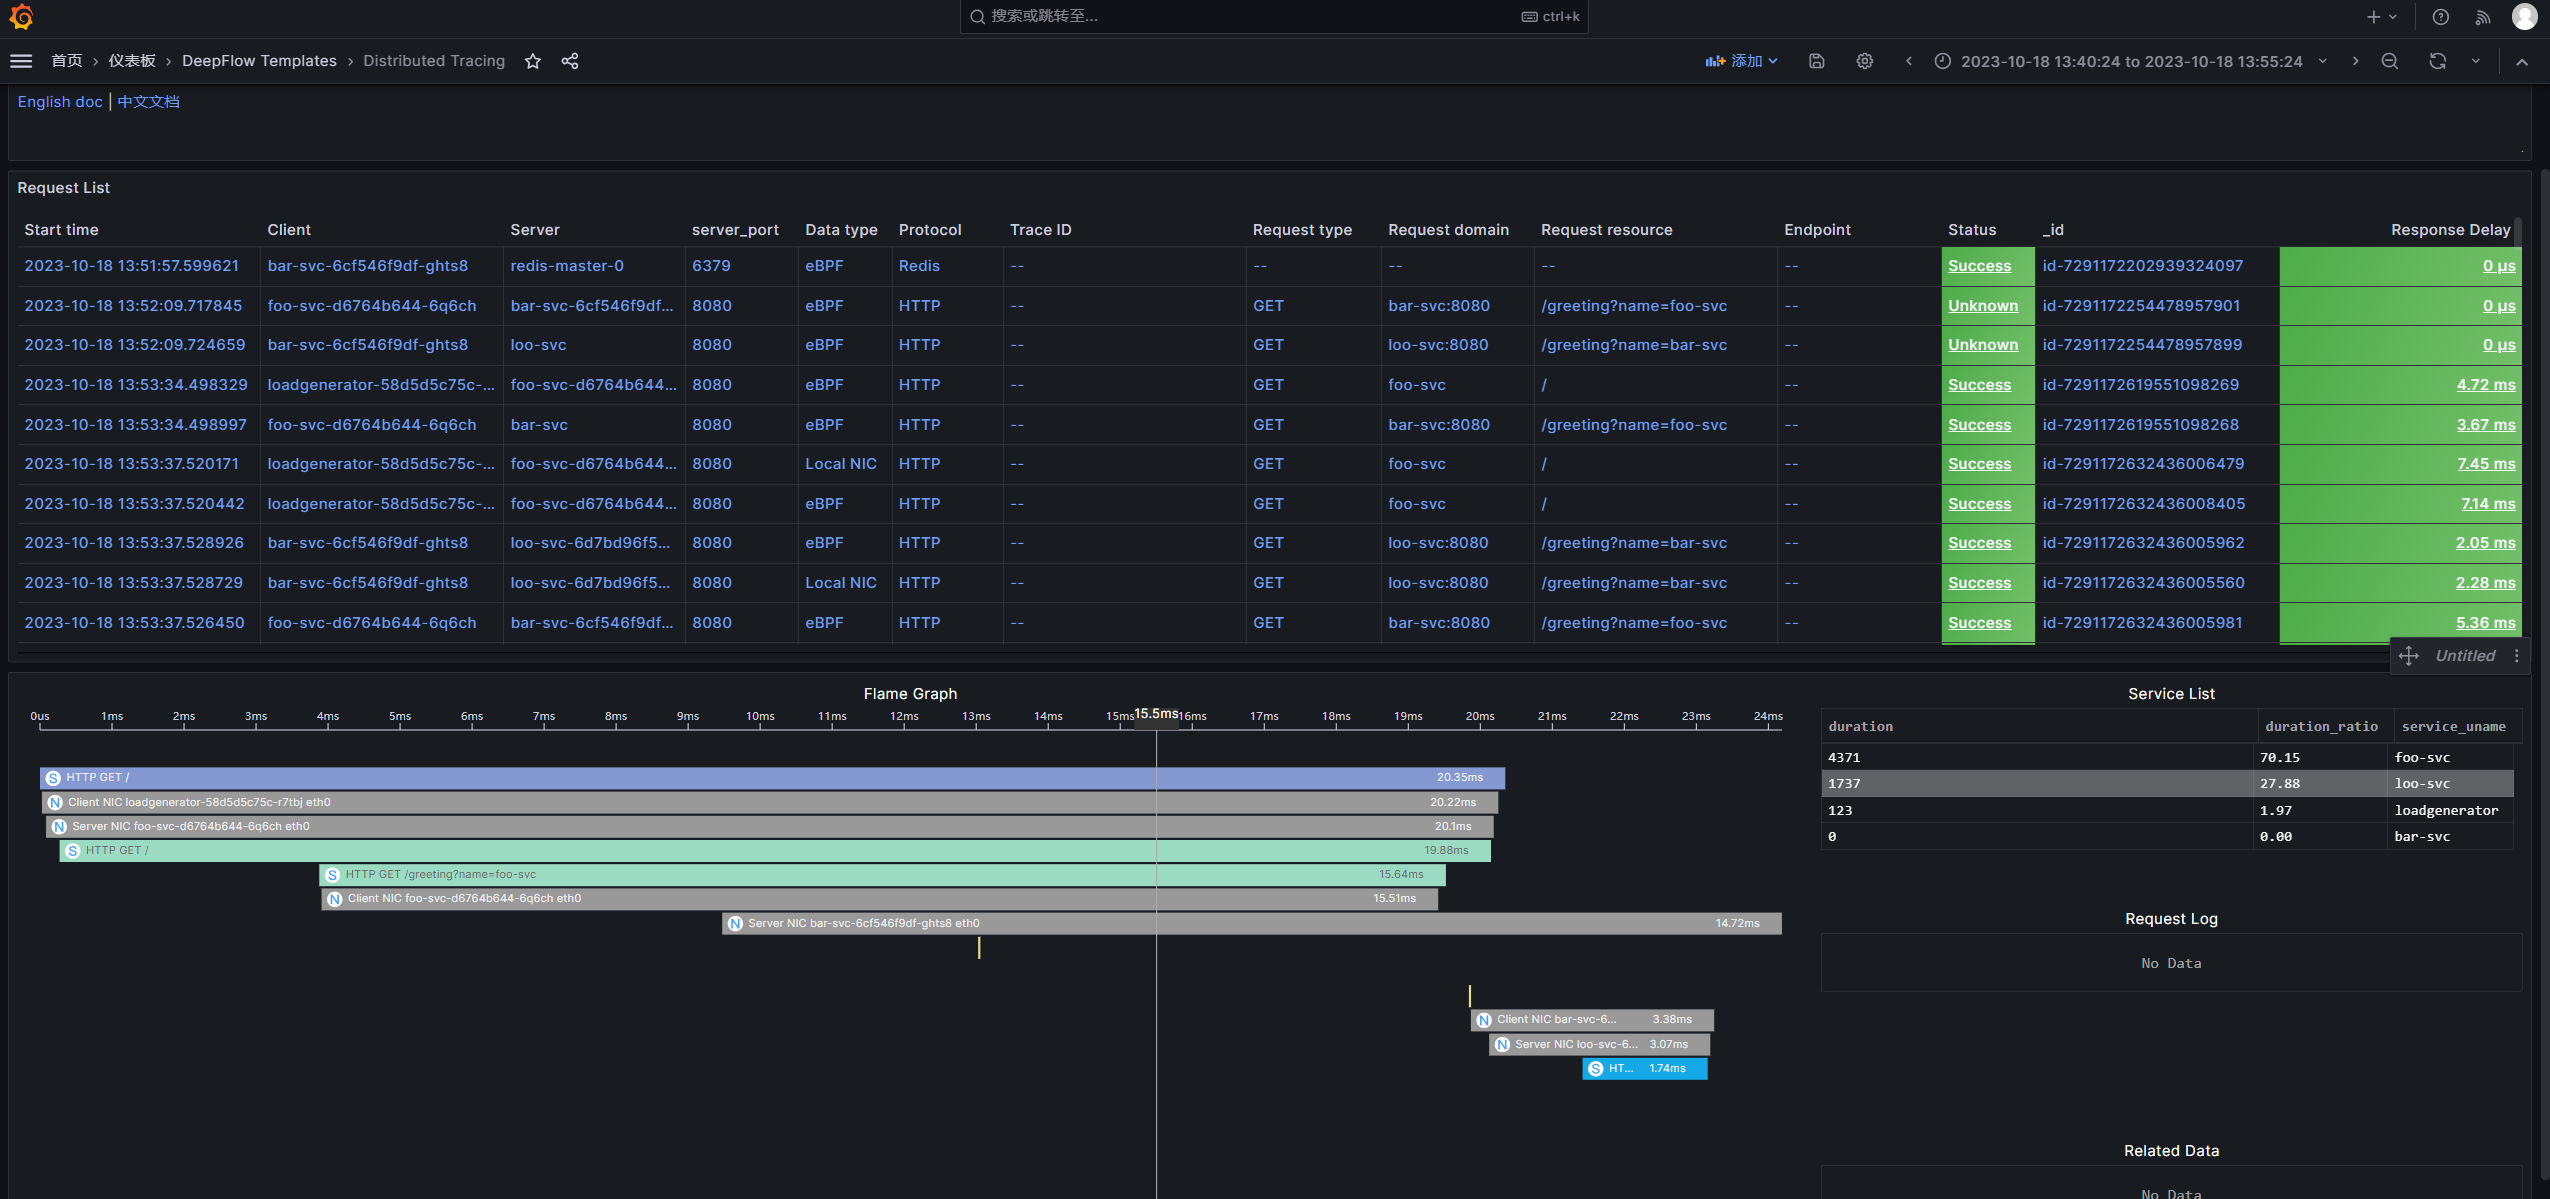 搜索或跳转至... ctrl+k
首页 › 仪表板 › DeepFlow Templates › Distributed Tracing 添加 2023-10-18 13:40:24 to 2023-10-18 13:55:24
English doc | 中文文档
Request List
Start time Client Server server_port Data type Protocol Trace ID Request type Request domain Request resource Endpoint Status _id Response Delay
2023-10-18 13:51:57.599621 bar-svc-6cf546f9df-ghts8 redis-master-0 6379 eBPF Redis -- -- -- -- -- Success id-7291172202939324097 0 µs
2023-10-18 13:52:09.717845 foo-svc-d6764b644-6q6ch bar-svc-6cf546f9df... 8080 eBPF HTTP -- GET bar-svc:8080 /greeting?name=foo-svc -- Unknown id-7291172254478957901 0 µs
2023-10-18 13:52:09.724659 bar-svc-6cf546f9df-ghts8 loo-svc 8080 eBPF HTTP -- GET loo-svc:8080 /greeting?name=bar-svc -- Unknown id-7291172254478957899 0 µs
2023-10-18 13:53:34.498329 loadgenerator-58d5d5c75c-... foo-svc-d6764b644... 8080 eBPF HTTP -- GET foo-svc / -- Success id-7291172619551098269 4.72 ms
2023-10-18 13:53:34.498997 foo-svc-d6764b644-6q6ch bar-svc 8080 eBPF HTTP -- GET bar-svc:8080 /greeting?name=foo-svc -- Success id-7291172619551098268 3.67 ms
2023-10-18 13:53:37.520171 loadgenerator-58d5d5c75c-... foo-svc-d6764b644... 8080 Local NIC HTTP -- GET foo-svc / -- Success id-7291172632436006479 7.45 ms
2023-10-18 13:53:37.520442 loadgenerator-58d5d5c75c-... foo-svc-d6764b644... 8080 eBPF HTTP -- GET foo-svc / -- Success id-7291172632436008405 7.14 ms
2023-10-18 13:53:37.528926 bar-svc-6cf546f9df-ghts8 loo-svc-6d7bd96f5... 8080 eBPF HTTP -- GET loo-svc:8080 /greeting?name=bar-svc -- Success id-7291172632436005962 2.05 ms
2023-10-18 13:53:37.528729 bar-svc-6cf546f9df-ghts8 loo-svc-6d7bd96f5... 8080 Local NIC HTTP -- GET loo-svc:8080 /greeting?name=bar-svc -- Success id-7291172632436005560 2.28 ms
2023-10-18 13:53:37.526450 foo-svc-d6764b644-6q6ch bar-svc-6cf546f9df... 8080 eBPF HTTP -- GET bar-svc:8080 /greeting?name=foo-svc -- Success id-7291172632436005981 5.36 ms
Untitled
Flame Graph
0us 1ms 2ms 3ms 4ms 5ms 6ms 7ms 8ms 9ms 10ms 11ms 12ms 13ms 14ms 15ms 15.5ms 16ms 17ms 18ms 19ms 20ms 21ms 22ms 23ms 24ms
S HTTP GET / 20.35ms
N Client NIC loadgenerator-58d5d5c75c-r7tbj eth0 20.22ms
N Server NIC foo-svc-d6764b644-6q6ch eth0 20.1ms
S HTTP GET / 19.88ms
S HTTP GET /greeting?name=foo-svc 15.64ms
N Client NIC foo-svc-d6764b644-6q6ch eth0 15.51ms
N Server NIC bar-svc-6cf546f9df-ghts8 eth0 14.72ms
N Client NIC bar-svc-6... 3.38ms
N Server NIC loo-svc-6... 3.07ms
S HT... 1.74ms
Service List
duration duration_ratio service_uname
4371 70.15 foo-svc
1737 27.88 loo-svc
123 1.97 loadgenerator
0 0.00 bar-svc
Request Log
No Data
Related Data
No Data